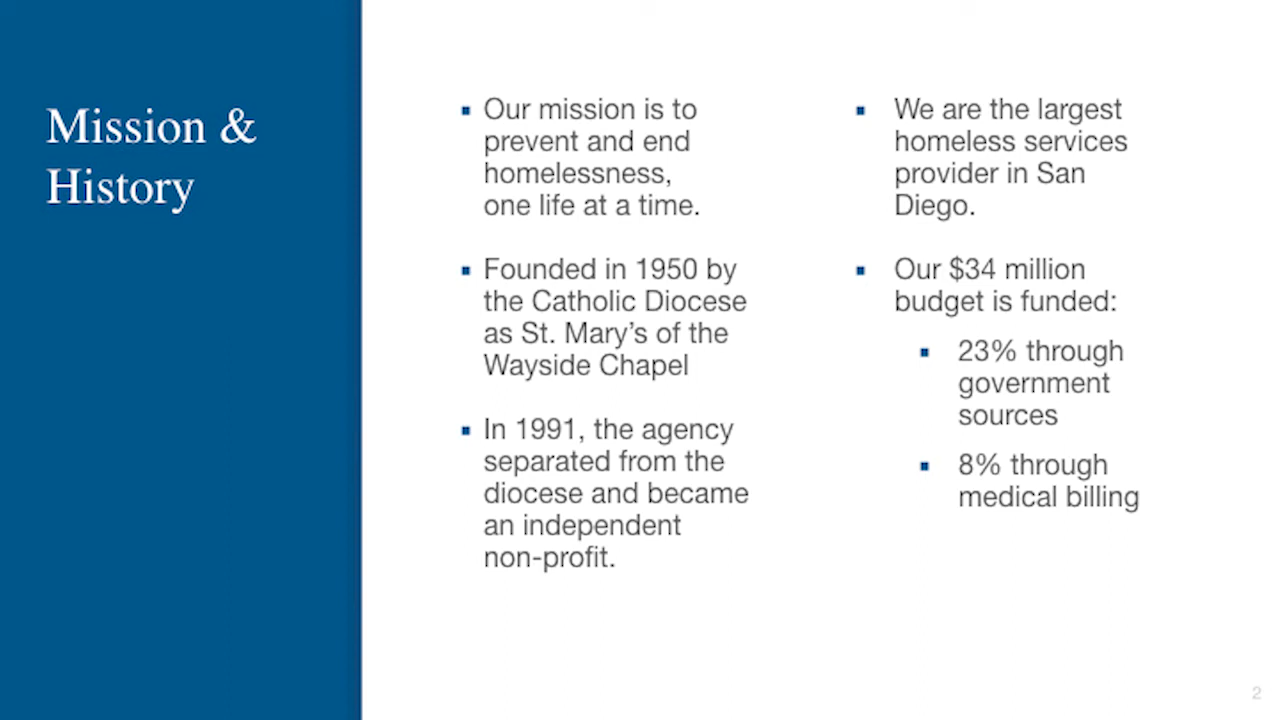 Mission &
History
Our mission is to
prevent and end
homelessness,
one life at a time.
Founded in 1950 by
the Catholic Diocese
as St. Mary’s of the
Wayside Chapel
In 1991, the agency
separated from the
diocese and became
an independent
non-profit.
We are the largest
homeless services
provider in San
Diego.
Our $34 million
budget is funded:
23% through
government
sources
8% through
medical billing
2